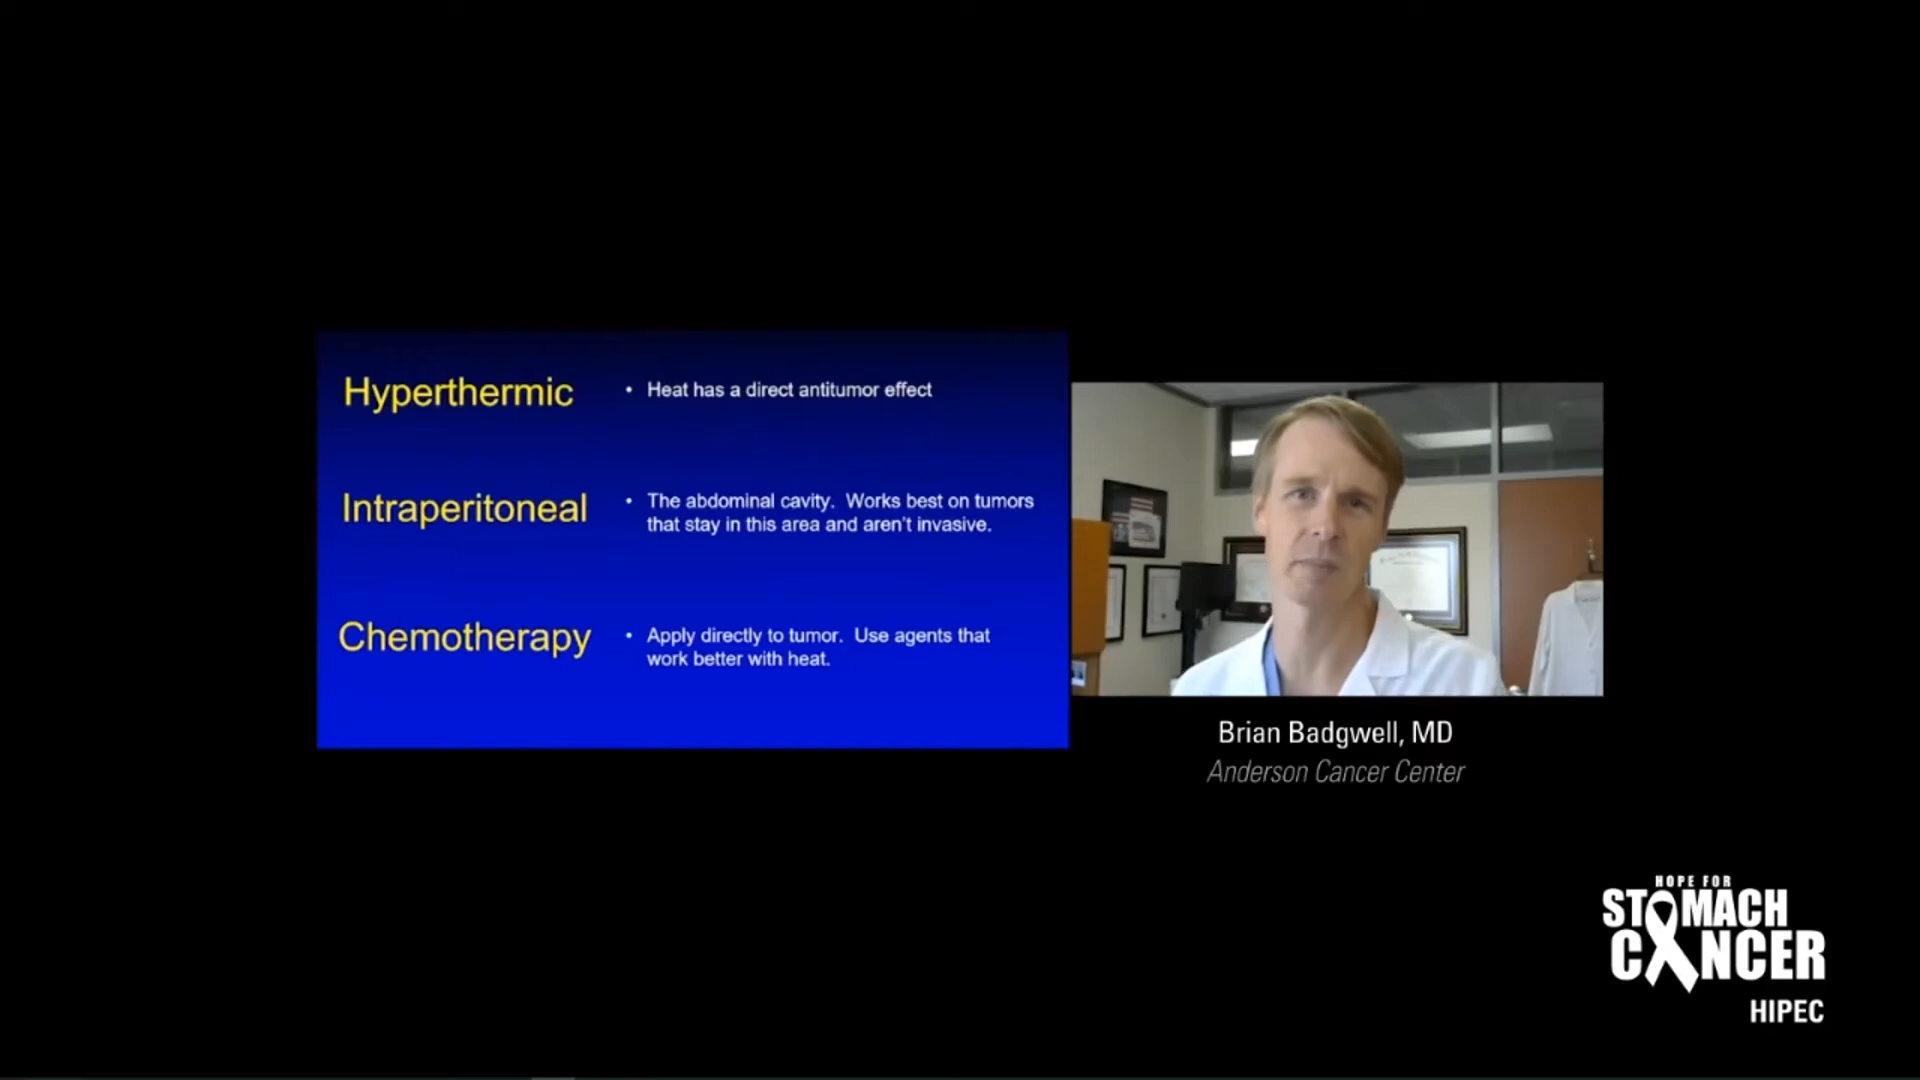 Hyperthermic
• Heat has a direct antitumor effect
Intraperitoneal
• The abdominal cavity.  Works best on tumors
that stay in this area and aren't invasive.
Chemotherapy
• Apply directly to tumor.  Use agents that
work better with heat.
Brian Badgwell, MD
Anderson Cancer Center
HOPE FOR
STOMACH
CANCER
HIPEC